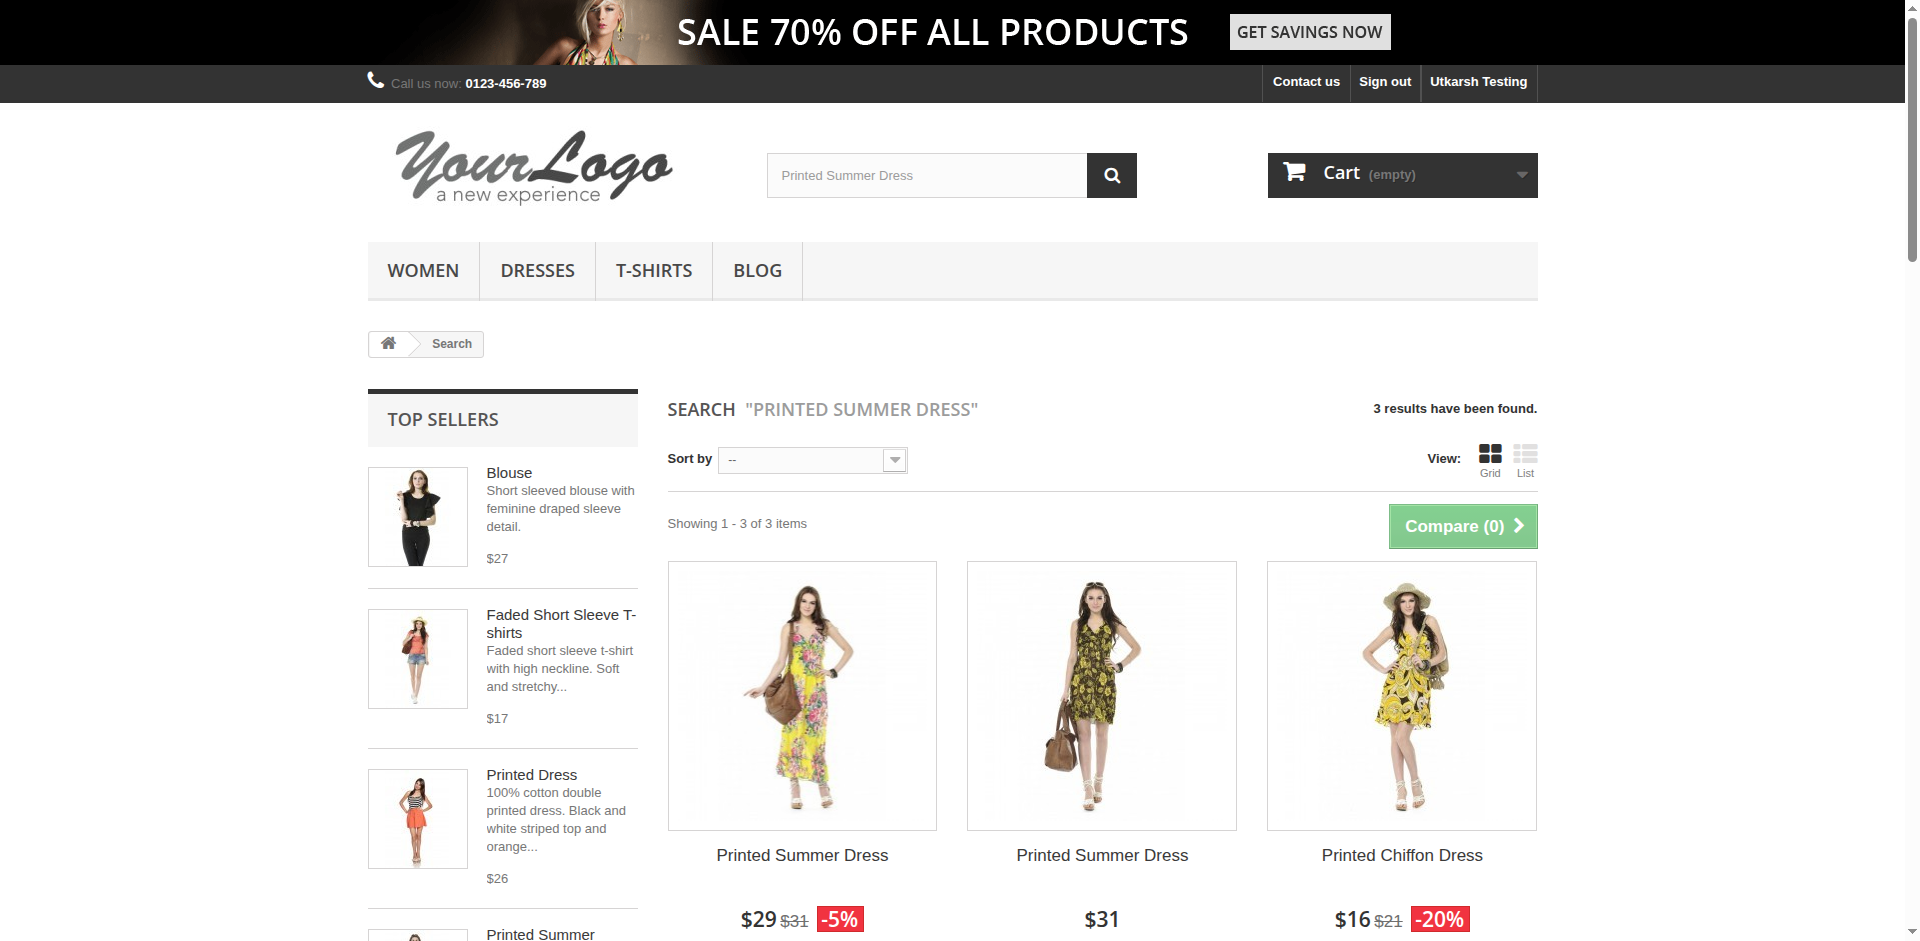 SALE 70% OFF ALL PRODUCTS
GET SAVINGS NOW
Call us now: 0123-456-789
Contact us
Sign out
Utkarsh Testing
Your Logo
a new experience
Printed Summer Dress
Cart (empty)
WOMEN
DRESSES
T-SHIRTS
BLOG
Search
TOP SELLERS
Blouse
Short sleeved blouse with
feminine draped sleeve
detail.
$27
Faded Short Sleeve T-
shirts
Faded short sleeve t-shirt
with high neckline. Soft
and stretchy...
$17
Printed Dress
100% cotton double
printed dress. Black and
white striped top and
orange...
$26
Printed Summer
SEARCH "PRINTED SUMMER DRESS"
3 results have been found.
Sort by
--
View:
Grid
List
Showing 1 - 3 of 3 items
Compare (0)
Printed Summer Dress
$29 $31 -5%
Printed Summer Dress
$31
Printed Chiffon Dress
$16 $21 -20%